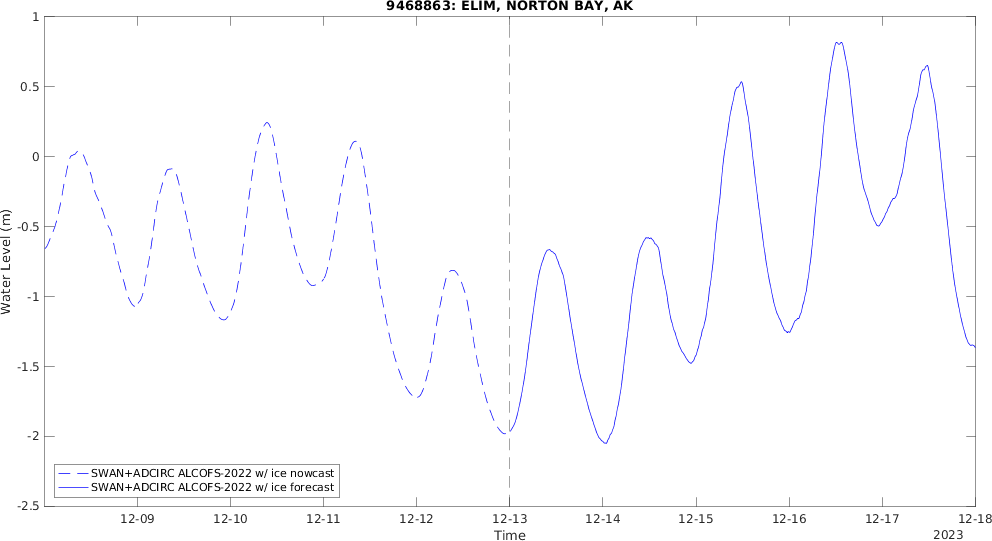 9468863: ELIM, NORTON BAY, AK
1
0.5
0
-0.5
-1
-1.5
-2
-2.5
Water Level (m)
SWAN+ADCIRC ALCOFS-2022 w/ ice nowcast
SWAN+ADCIRC ALCOFS-2022 w/ ice forecast
12-09 12-10 12-11 12-12 12-13 12-14 12-15 12-16 12-17 12-18
Time
2023